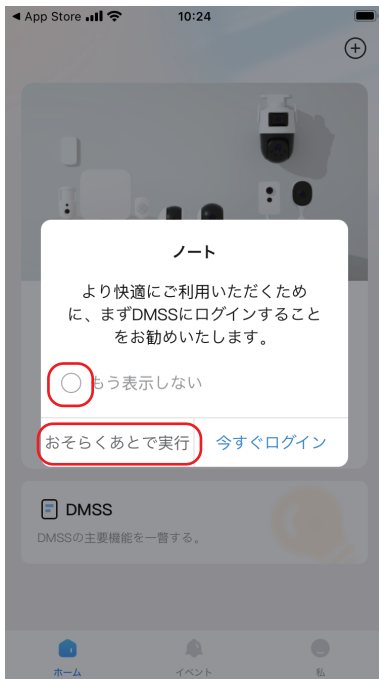 ◀ App Store
10:24
ノート
より快適にご利用いただくため
に、まずDMSSにログインすること
をお勧めいたします。
もう表示しない
おそらくあとで実行
今すぐログイン
DMSS
DMSSの主要機能を一瞥する。
ホーム
イベント
私